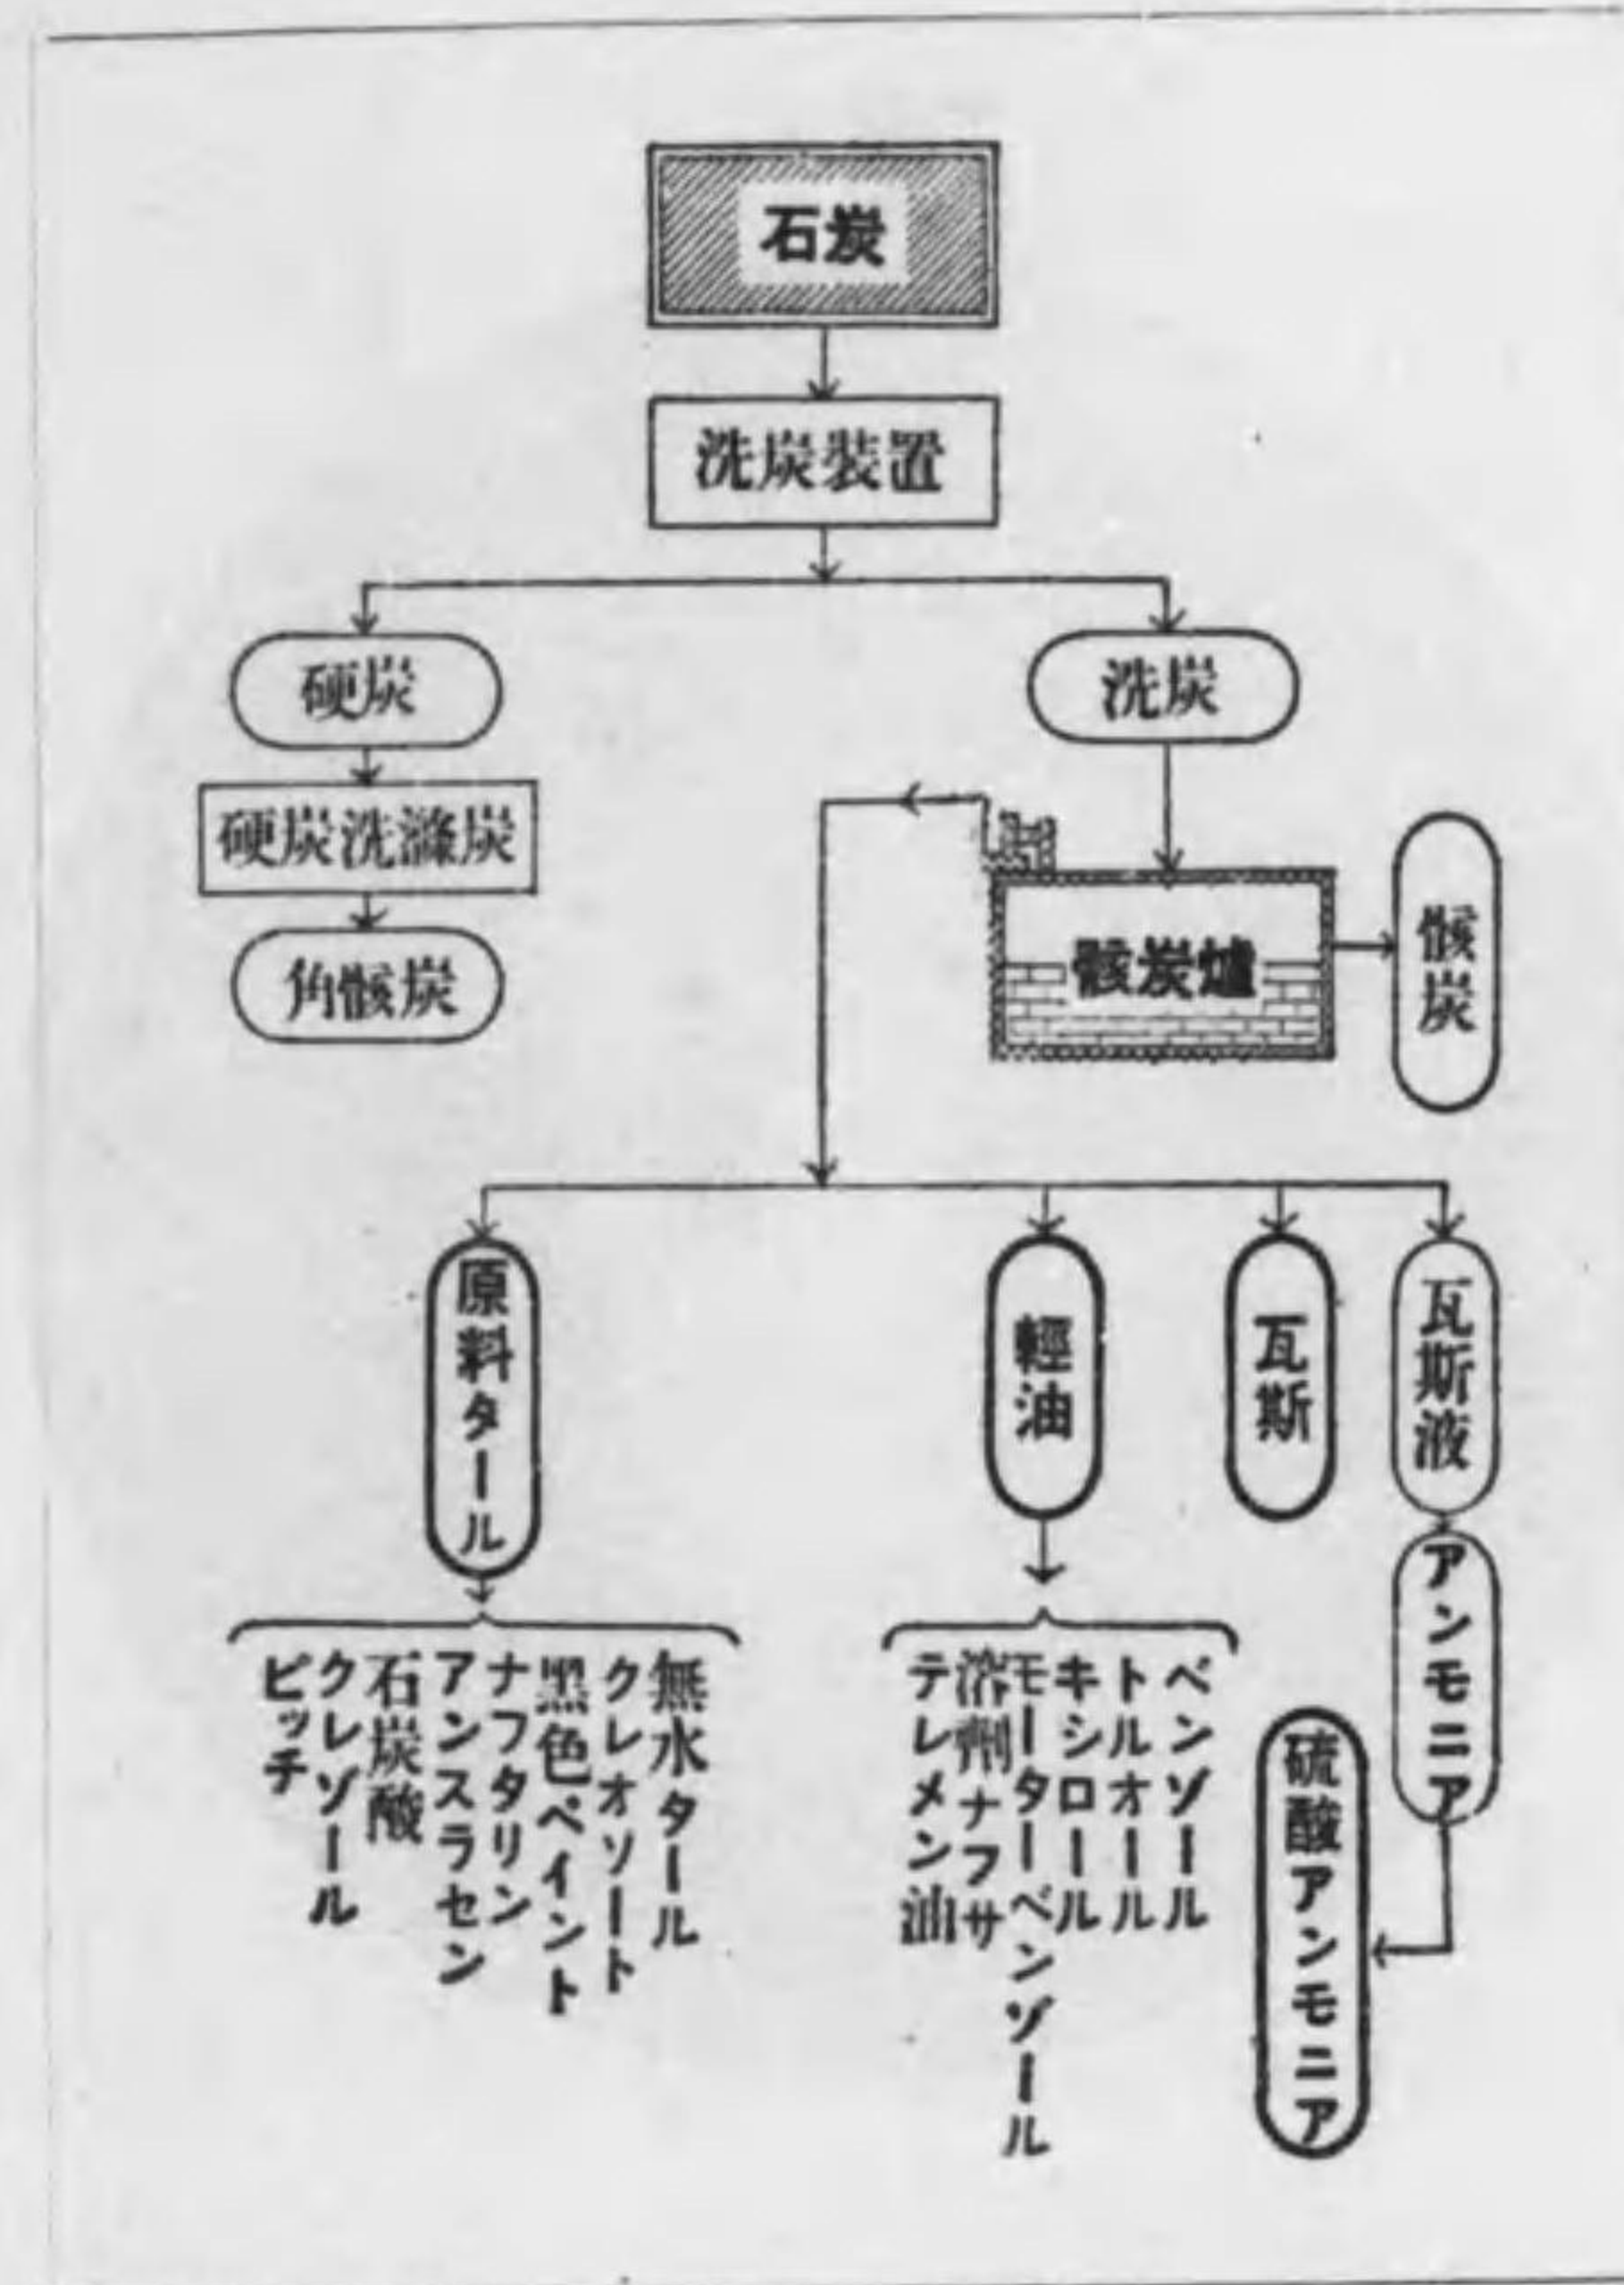 石炭
洗炭裝置
硬炭
洗炭
硬炭洗滌炭
角骸炭
骸炭爐
骸炭
原料タール
輕油
瓦斯
瓦斯液
アンモニア
硫酸アンモニア
無水タール
クレオソート
黑色ペイント
ナフタリン
アンスラセン
石炭酸
クレゾール
ピッチ
ベンゾール
トルオール
キシロール
モーターベンゾール
溶劑ナフサ
テレメン油